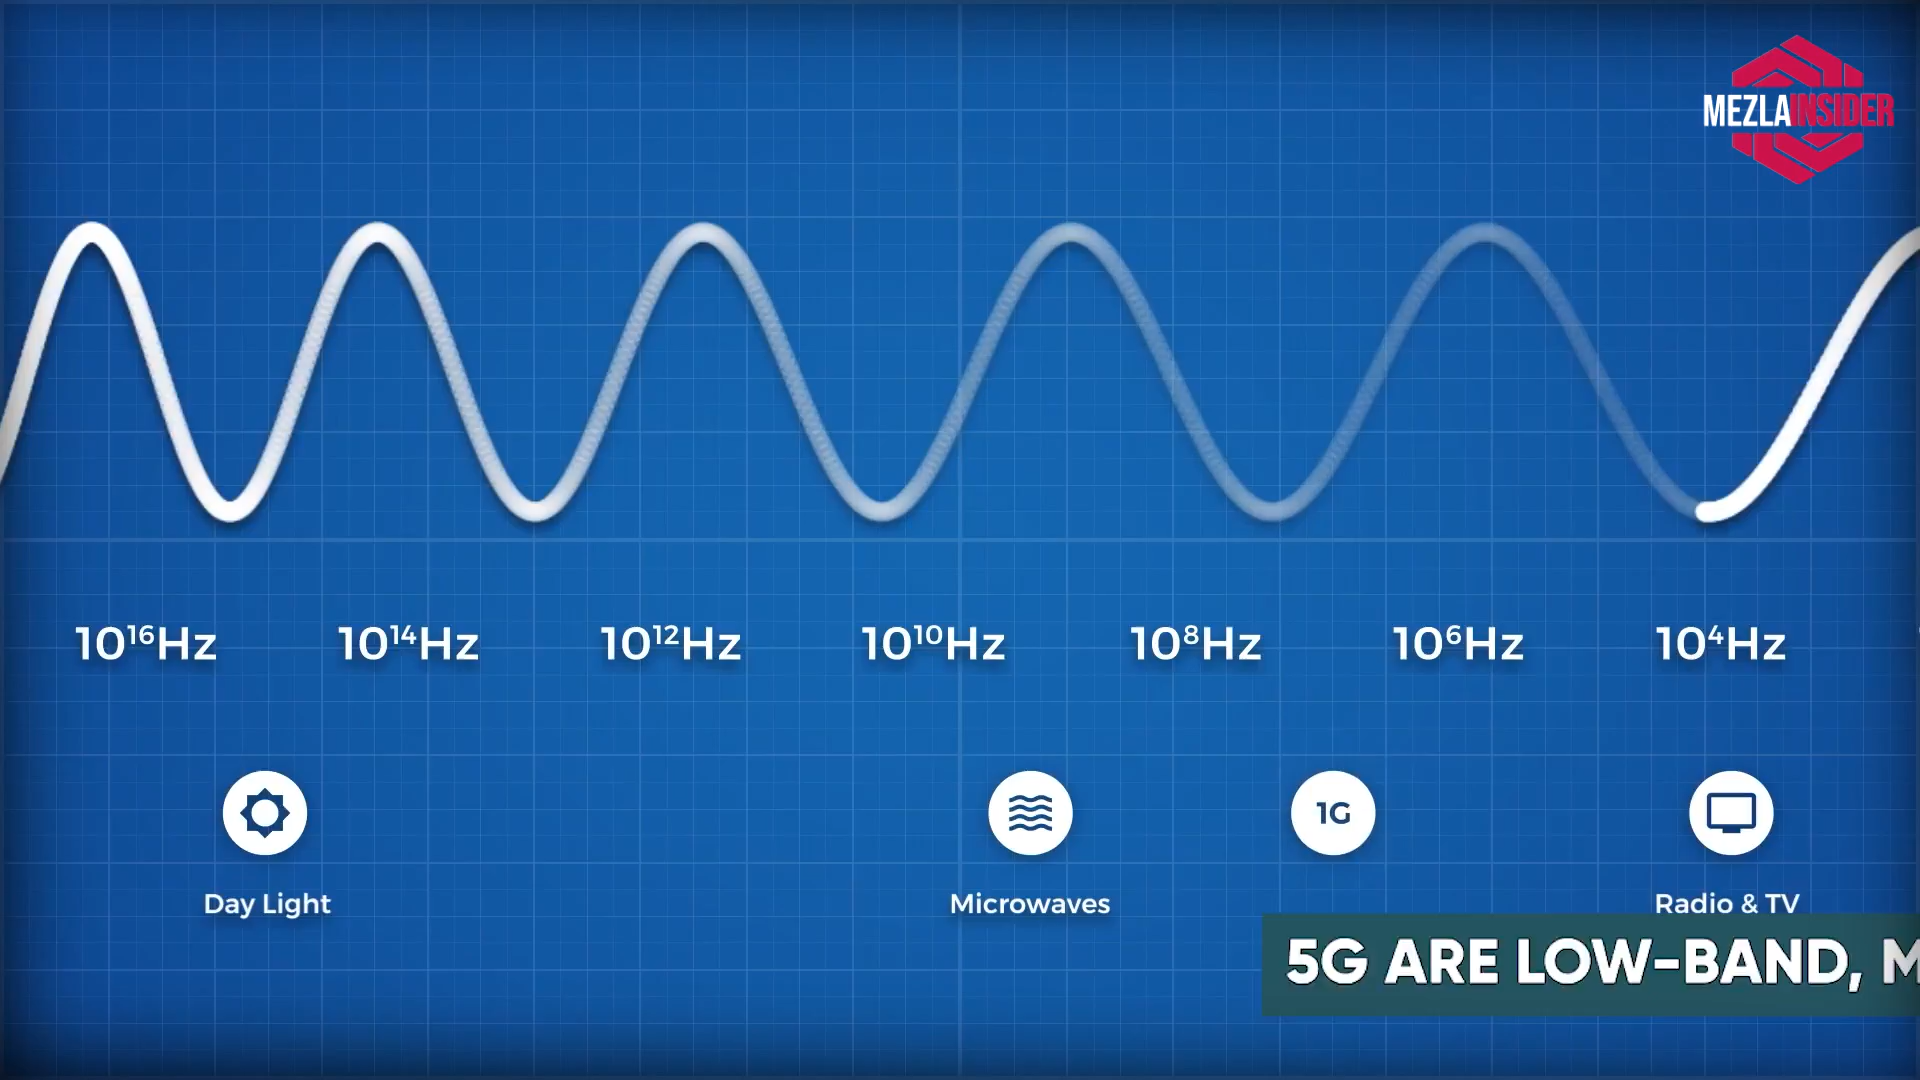 MEZLAINSIDER
10¹⁶Hz 10¹⁴Hz 10¹²Hz 10¹⁰Hz 10⁸Hz 10⁶Hz 10⁴Hz
1G
Day Light Microwaves Radio & TV
5G ARE LOW-BAND, M